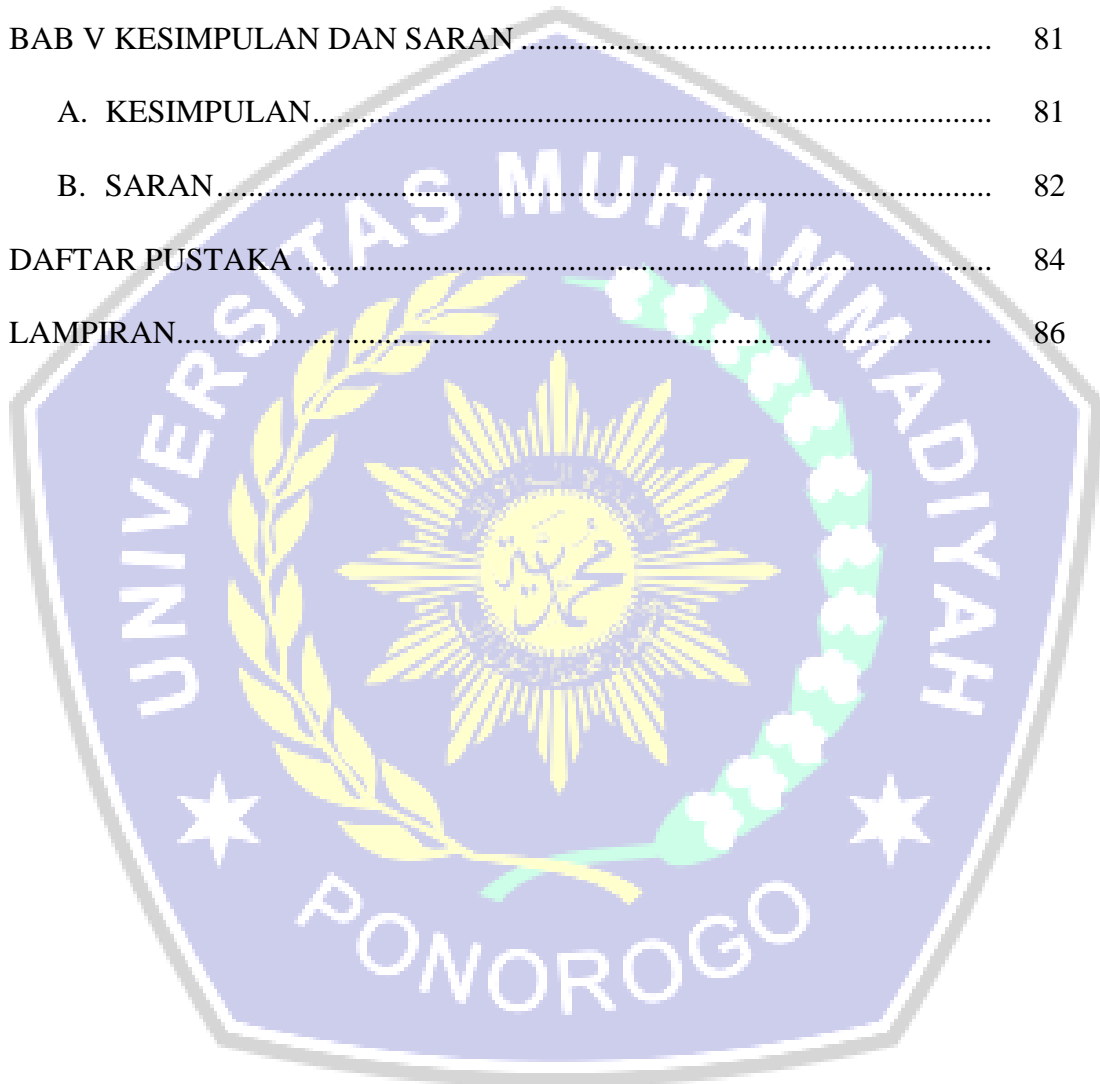 BAB V KESIMPULAN DAN SARAN ........................................................ 81
A. KESIMPULAN................................................................................. 81
B. SARAN............................................................................................ 82
DAFTAR PUSTAKA ................................................................................... 84
LAMPIRAN.................................................................................................. 86
UNIVERSITAS MUHAMMADIYAH
PONOROGO